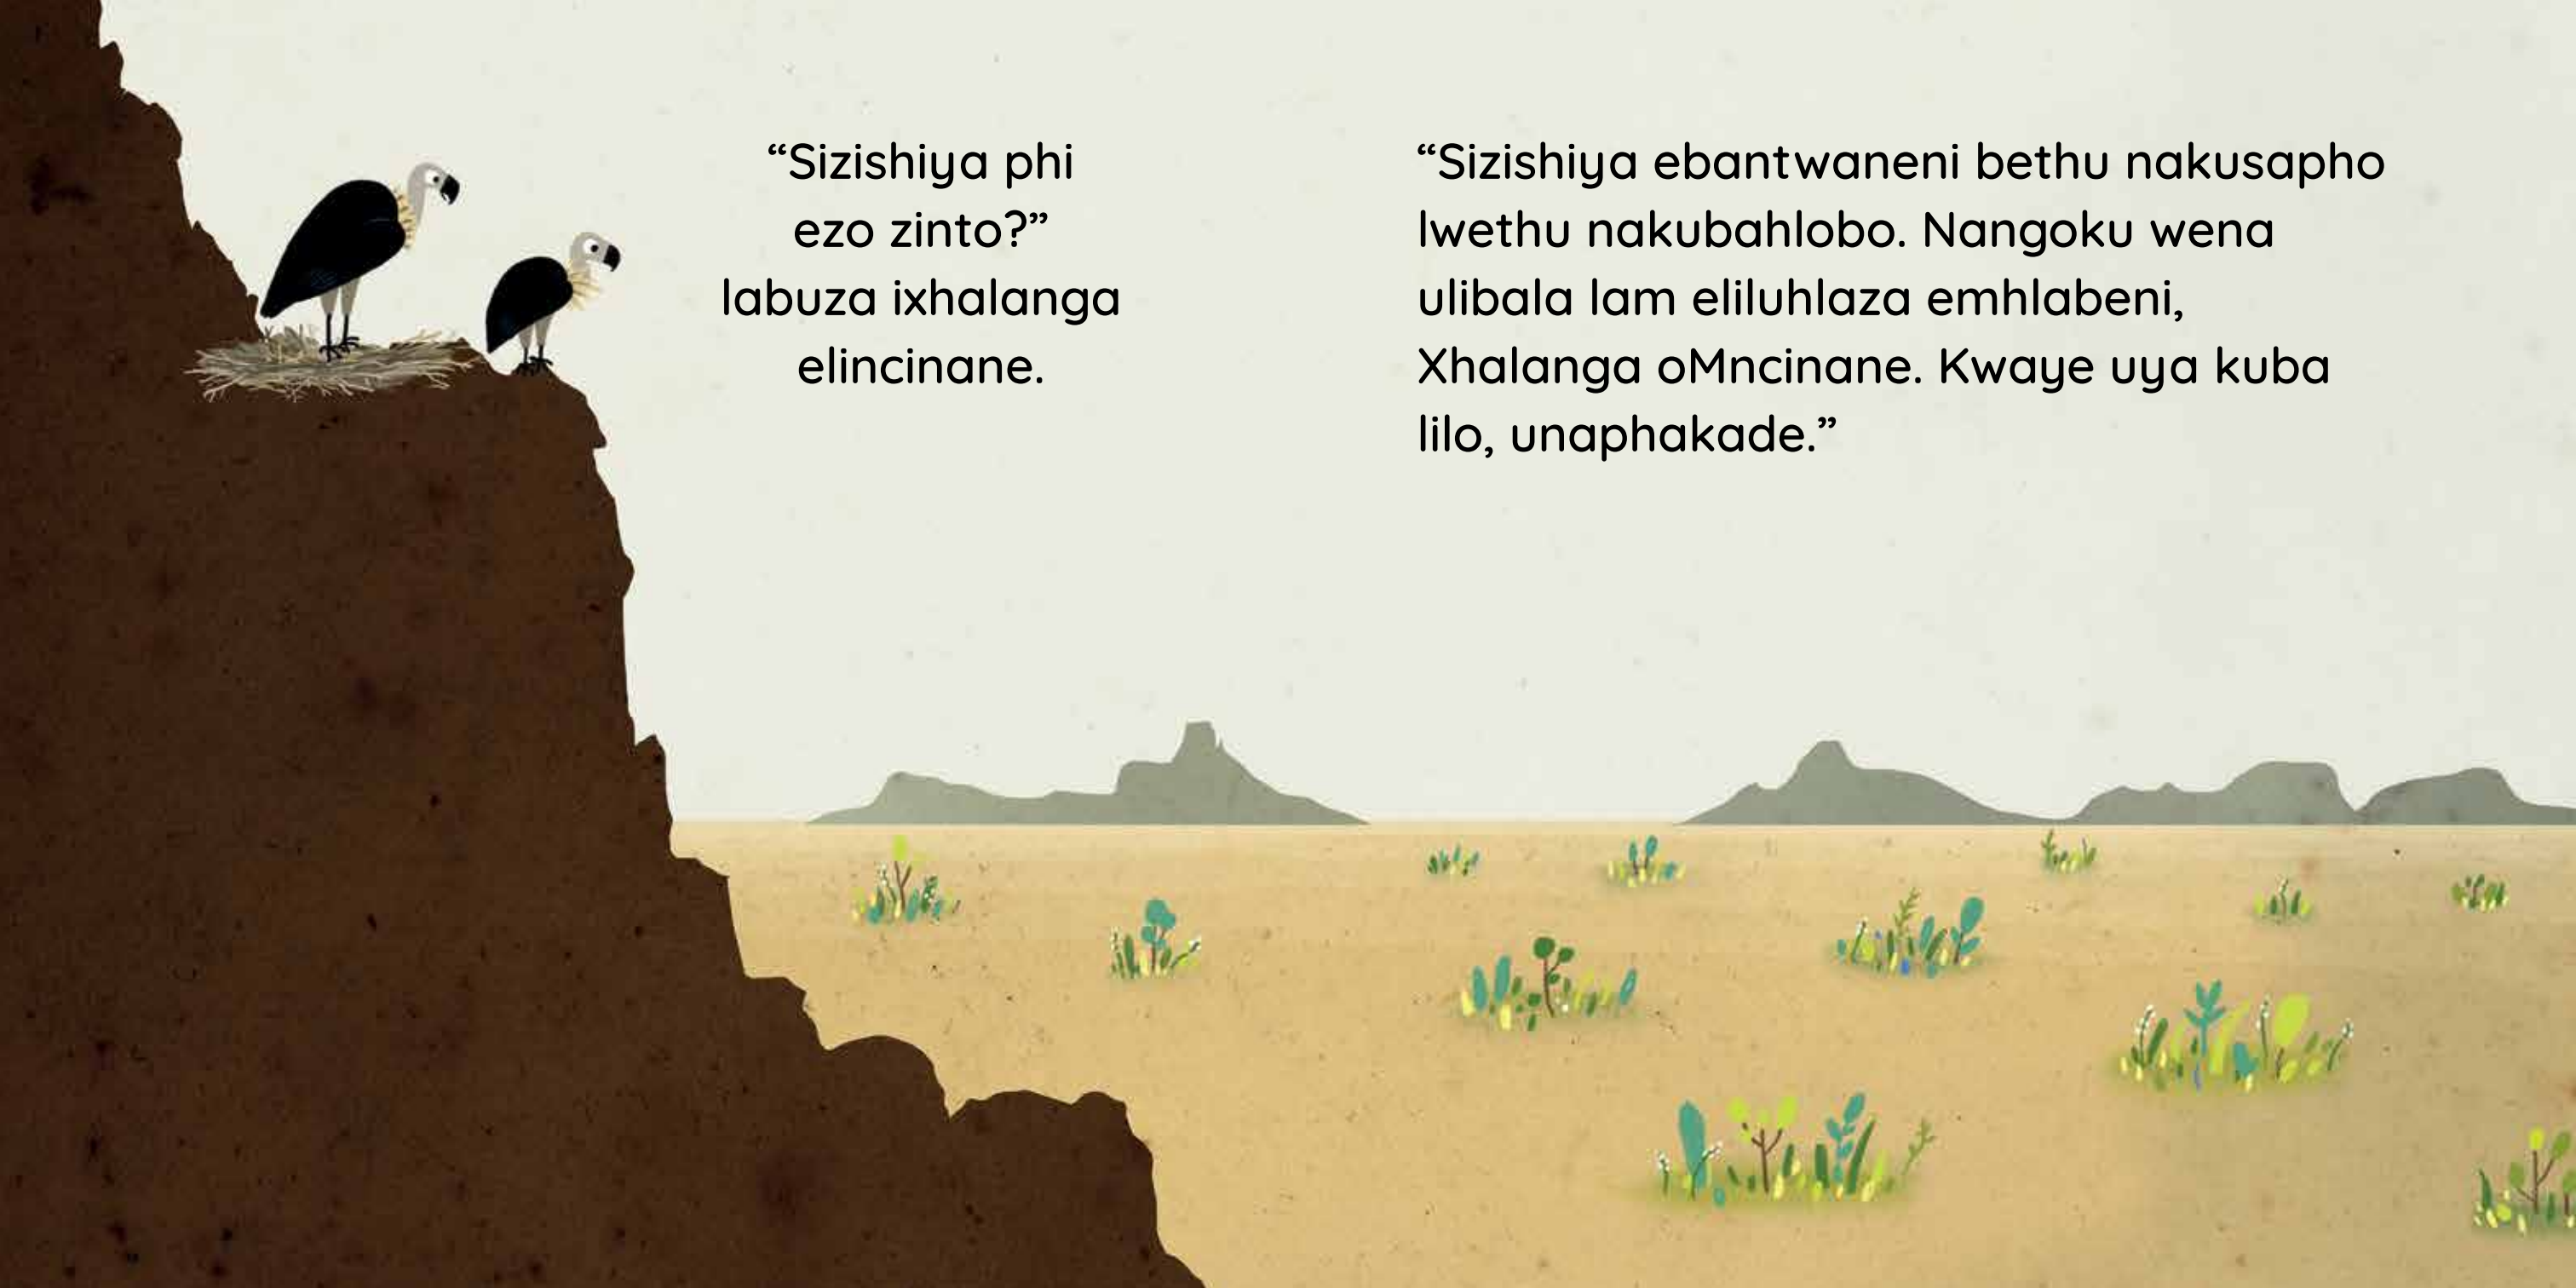 “Sizishiya phi
ezo zinto?”
labuza ixhalanga
elincinane.
“Sizishiya ebantwaneni bethu nakusapho
lwethu nakubahlobo. Nangoku wena
ulibala lam eliluhlaza emhlabeni,
Xhalanga oMncinane. Kwaye uya kuba
lilo, unaphakade.”